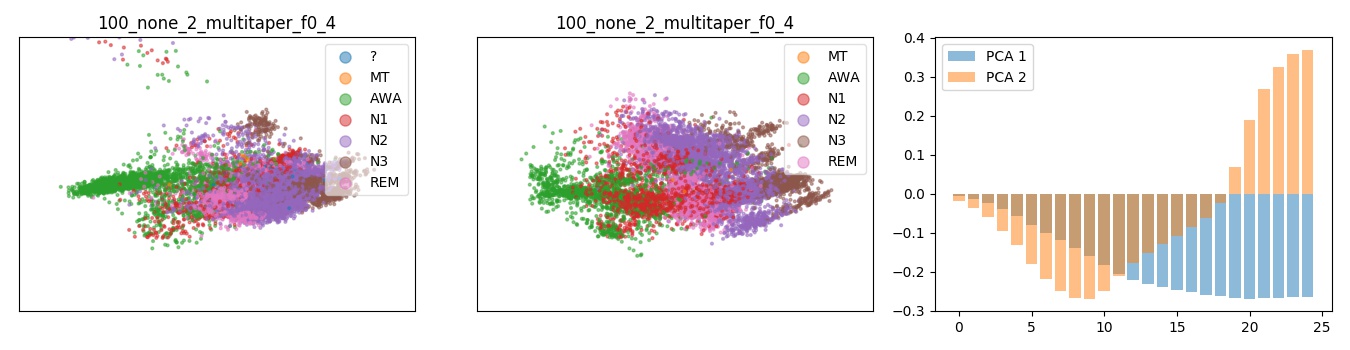 100_none_2_multitaper_f0_4
?
MT
AWA
N1
N2
N3
REM
100_none_2_multitaper_f0_4
MT
AWA
N1
N2
N3
REM
PCA 1
PCA 2
0.4
0.3
0.2
0.1
0.0
−0.1
−0.2
−0.3
0 5 10 15 20 25